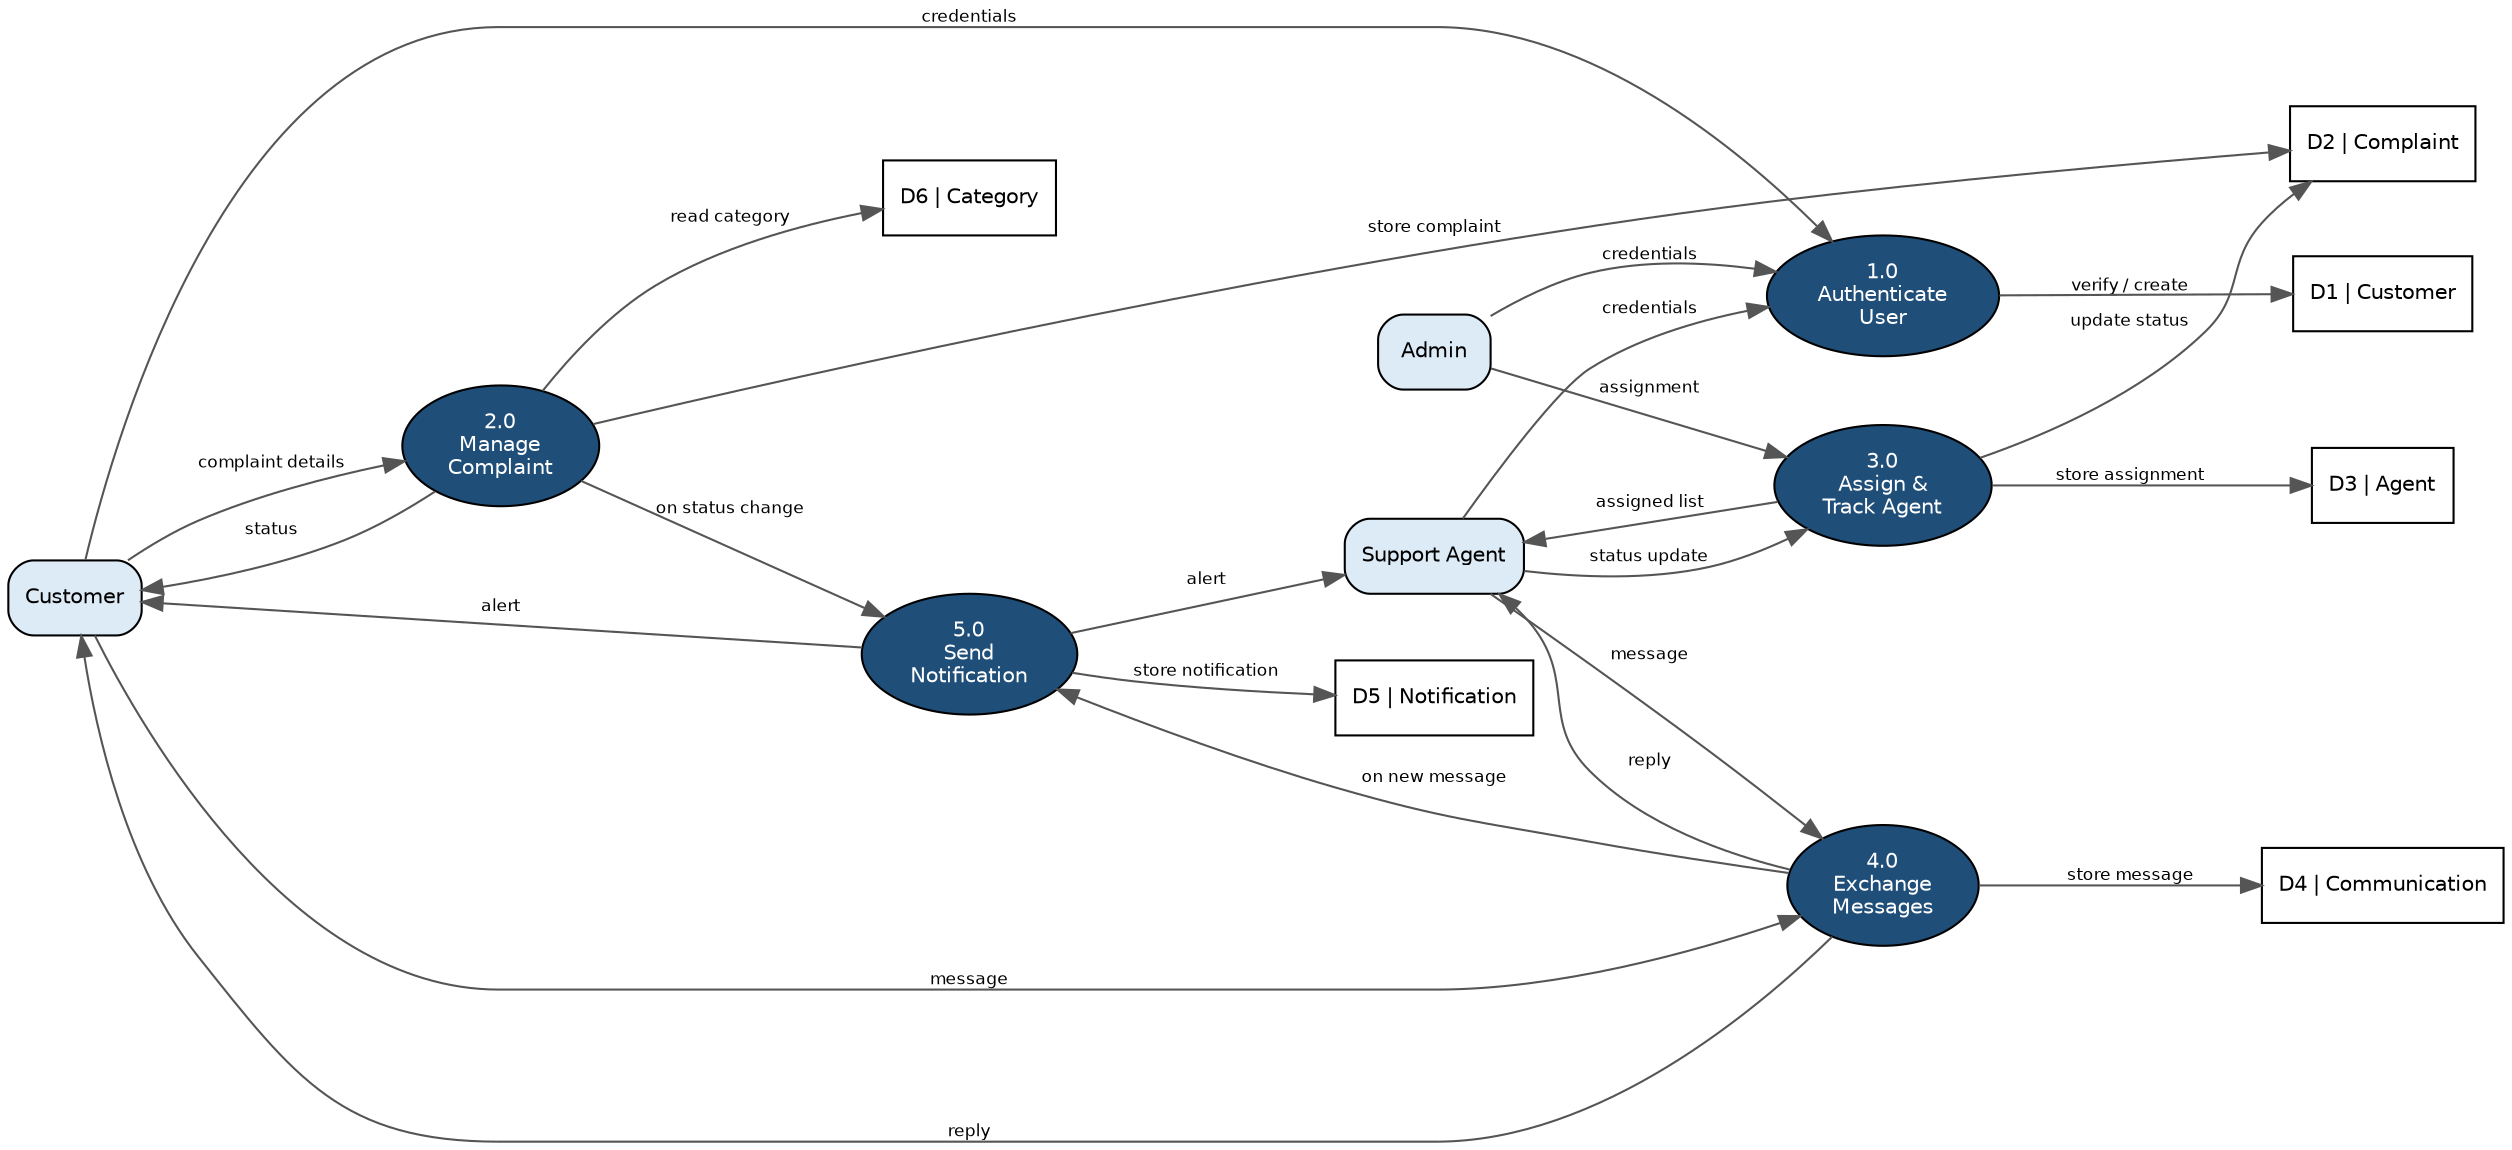 credentials
D2 | Complaint
D6 | Category
read category
store complaint
credentials
1.0
Authenticate
User
verify / create
D1 | Customer
credentials
update status
Admin
assignment
2.0
Manage
Complaint
complaint details
3.0
Assign &
Track Agent
store assignment
D3 | Agent
on status change
assigned list
status
Support Agent
status update
alert
Customer
alert
5.0
Send
Notification
message
store notification
D5 | Notification
reply
on new message
4.0
Exchange
Messages
store message
D4 | Communication
message
reply